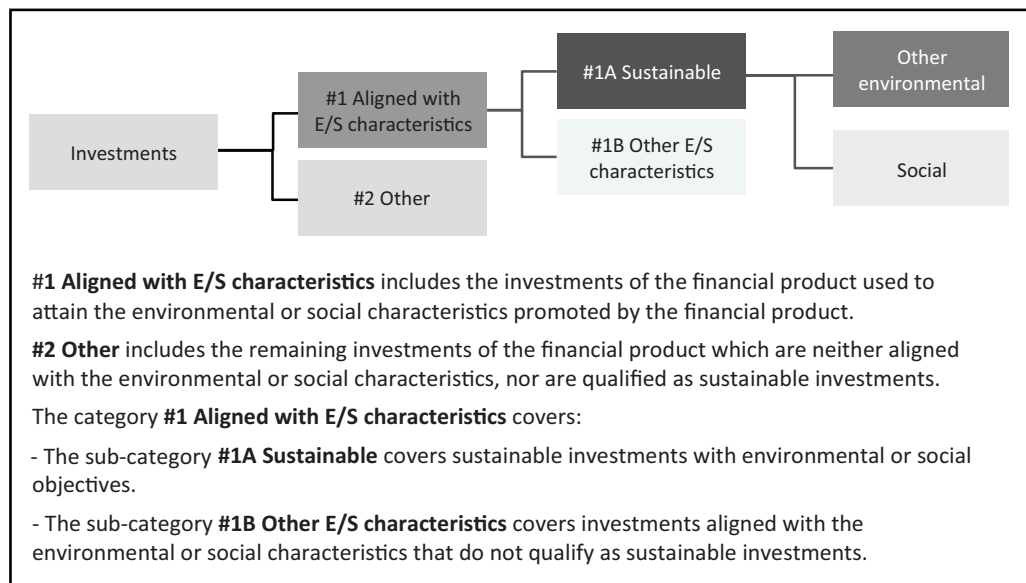 Investments
#1 Aligned with
E/S characteristics
#2 Other
#1A Sustainable
#1B Other E/S
characteristics
Other
environmental
Social
#1 Aligned with E/S characteristics includes the investments of the financial product used to
attain the environmental or social characteristics promoted by the financial product.
#2 Other includes the remaining investments of the financial product which are neither aligned
with the environmental or social characteristics, nor are qualified as sustainable investments.
The category #1 Aligned with E/S characteristics covers:
- The sub-category #1A Sustainable covers sustainable investments with environmental or social
objectives.
- The sub-category #1B Other E/S characteristics covers investments aligned with the
environmental or social characteristics that do not qualify as sustainable investments.